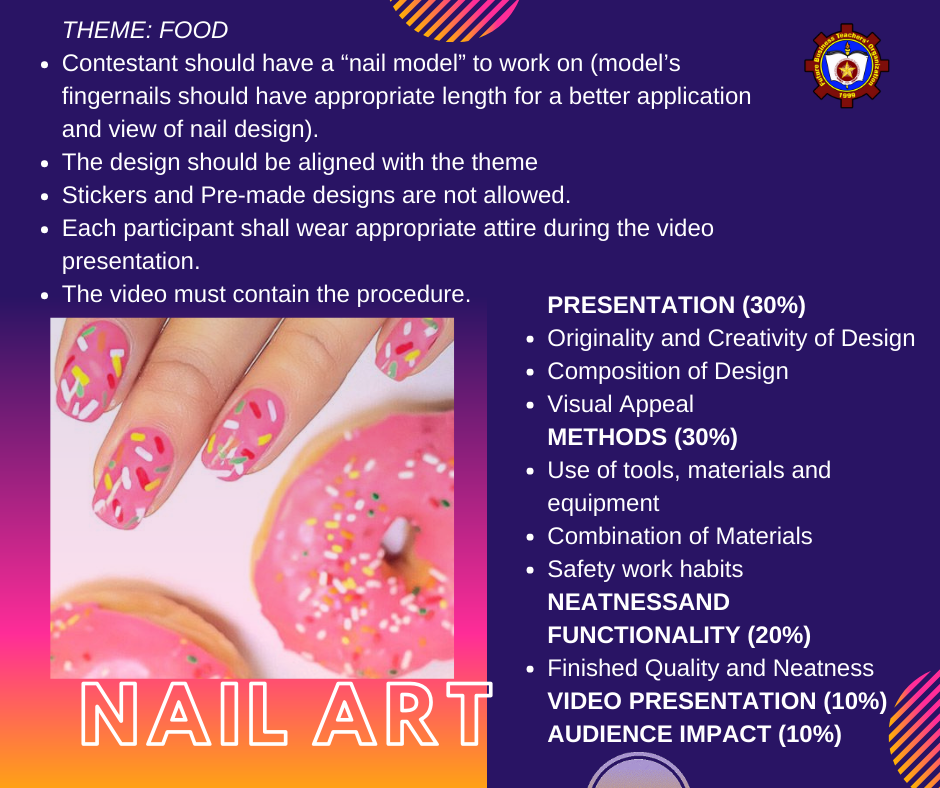 THEME: FOOD
• Contestant should have a “nail model” to work on (model’s
fingernails should have appropriate length for a better application
and view of nail design).
• The design should be aligned with the theme
• Stickers and Pre-made designs are not allowed.
• Each participant shall wear appropriate attire during the video
presentation.
• The video must contain the procedure.
Future Business Teachers' Organization
1998
PRESENTATION (30%)
• Originality and Creativity of Design
• Composition of Design
• Visual Appeal
METHODS (30%)
• Use of tools, materials and
equipment
• Combination of Materials
• Safety work habits
NEATNESSAND
FUNCTIONALITY (20%)
• Finished Quality and Neatness
VIDEO PRESENTATION (10%)
AUDIENCE IMPACT (10%)
NAIL ART